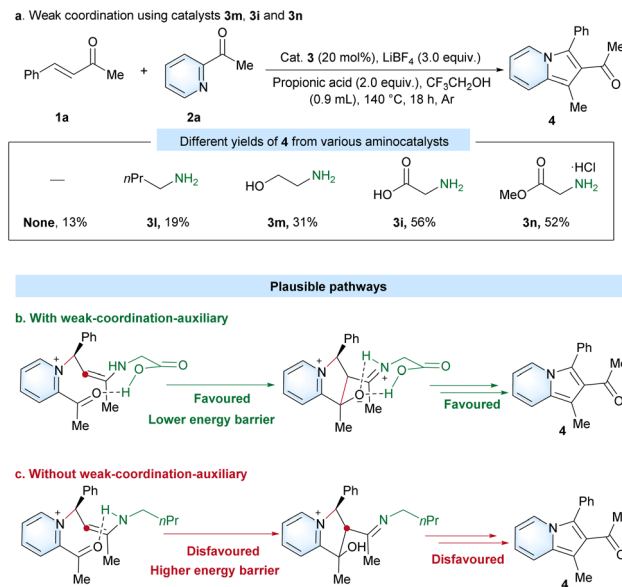 a. Weak coordination using catalysts 3m, 3i and 3n
Ph
O
Me
1a
+
O
Me
N
2a
Cat. 3 (20 mol%), LiBF4 (3.0 equiv.)
Propionic acid (2.0 equiv.), CF3CH2OH
(0.9 mL), 140 °C, 18 h, Ar
Ph
N
Me
O
Me
4
Different yields of 4 from various aminocatalysts
—
None, 13%
nPr
NH2
3l, 19%
HO
NH2
3m, 31%
O
HO
NH2
3i, 56%
O
MeO
NH2
·HCl
3n, 52%
Plausible pathways
b. With weak-coordination-auxiliary
Ph
+
N
HN
O
O
H
O
Me
Me
Favoured
Lower energy barrier
Ph
+
N
H
N
+
O
O
O
H
Me
Me
Favoured
Ph
N
Me
O
Me
4
c. Without weak-coordination-auxiliary
Ph
+
N
H
N
nPr
O
Me
Me
Disfavoured
Higher energy barrier
Ph
+
N
N
nPr
OH
Me
Me
Disfavoured
Ph
N
M
O
Me
4